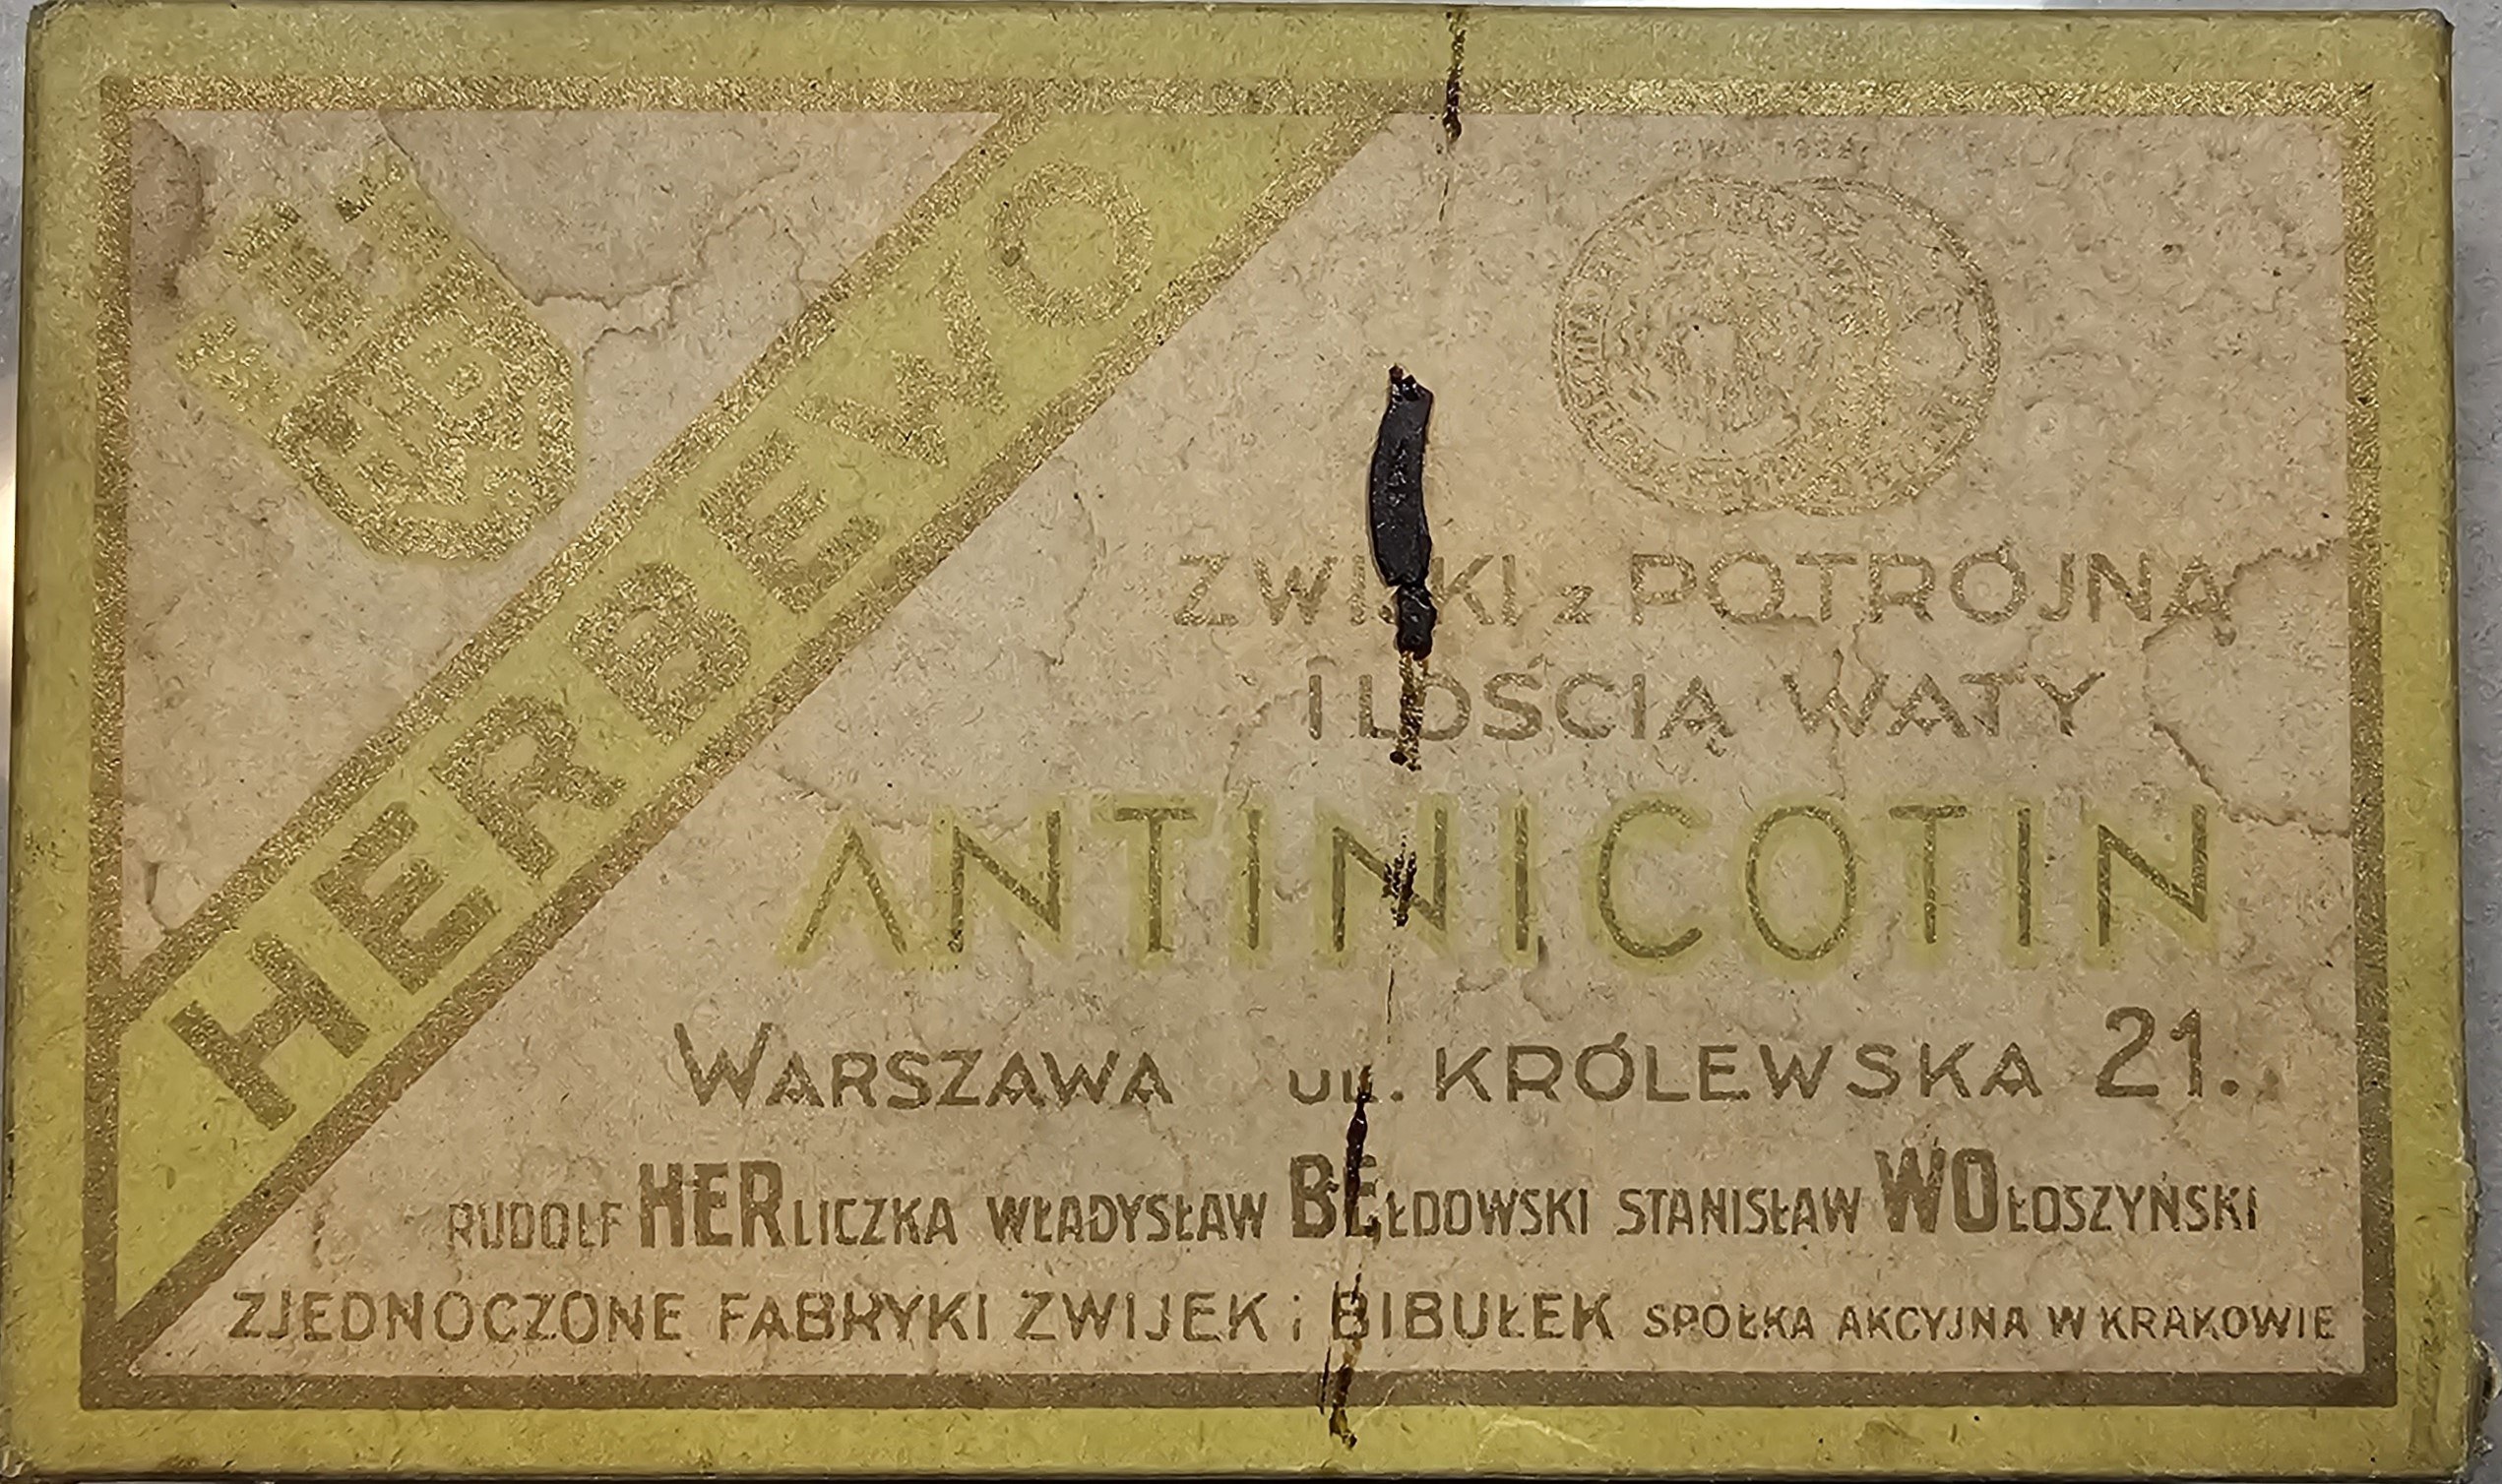 HERBEWO
ZWIJKI z POTRÓJNĄ
ILOŚCIĄ WATY
ANTINICOTIN
WARSZAWA UL. KRÓLEWSKA 21.
RUDOLF HERLICZKA WŁADYSŁAW BEŁDOWSKI STANISŁAW WOŁOSZYŃSKI
ZJEDNOCZONE FABRYKI ZWIJEK i BIBUŁEK SPÓŁKA AKCYJNA W KRAKOWIE